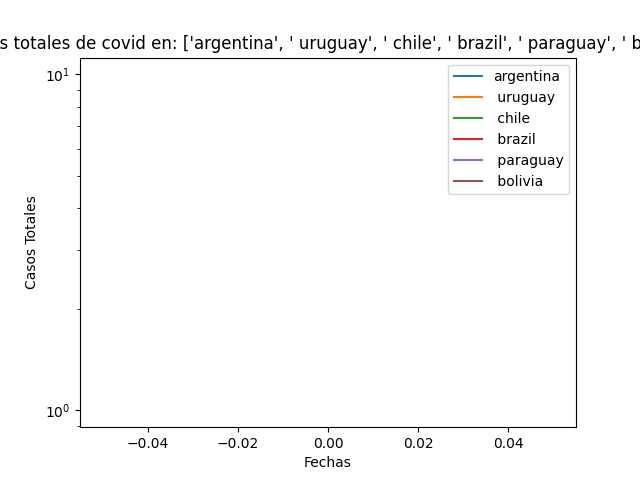 s totales de covid en: ['argentina', ' uruguay', ' chile', ' brazil', ' paraguay', ' b
10¹
10⁰
Casos Totales
argentina
uruguay
chile
brazil
paraguay
bolivia
−0.04 −0.02 0.00 0.02 0.04
Fechas